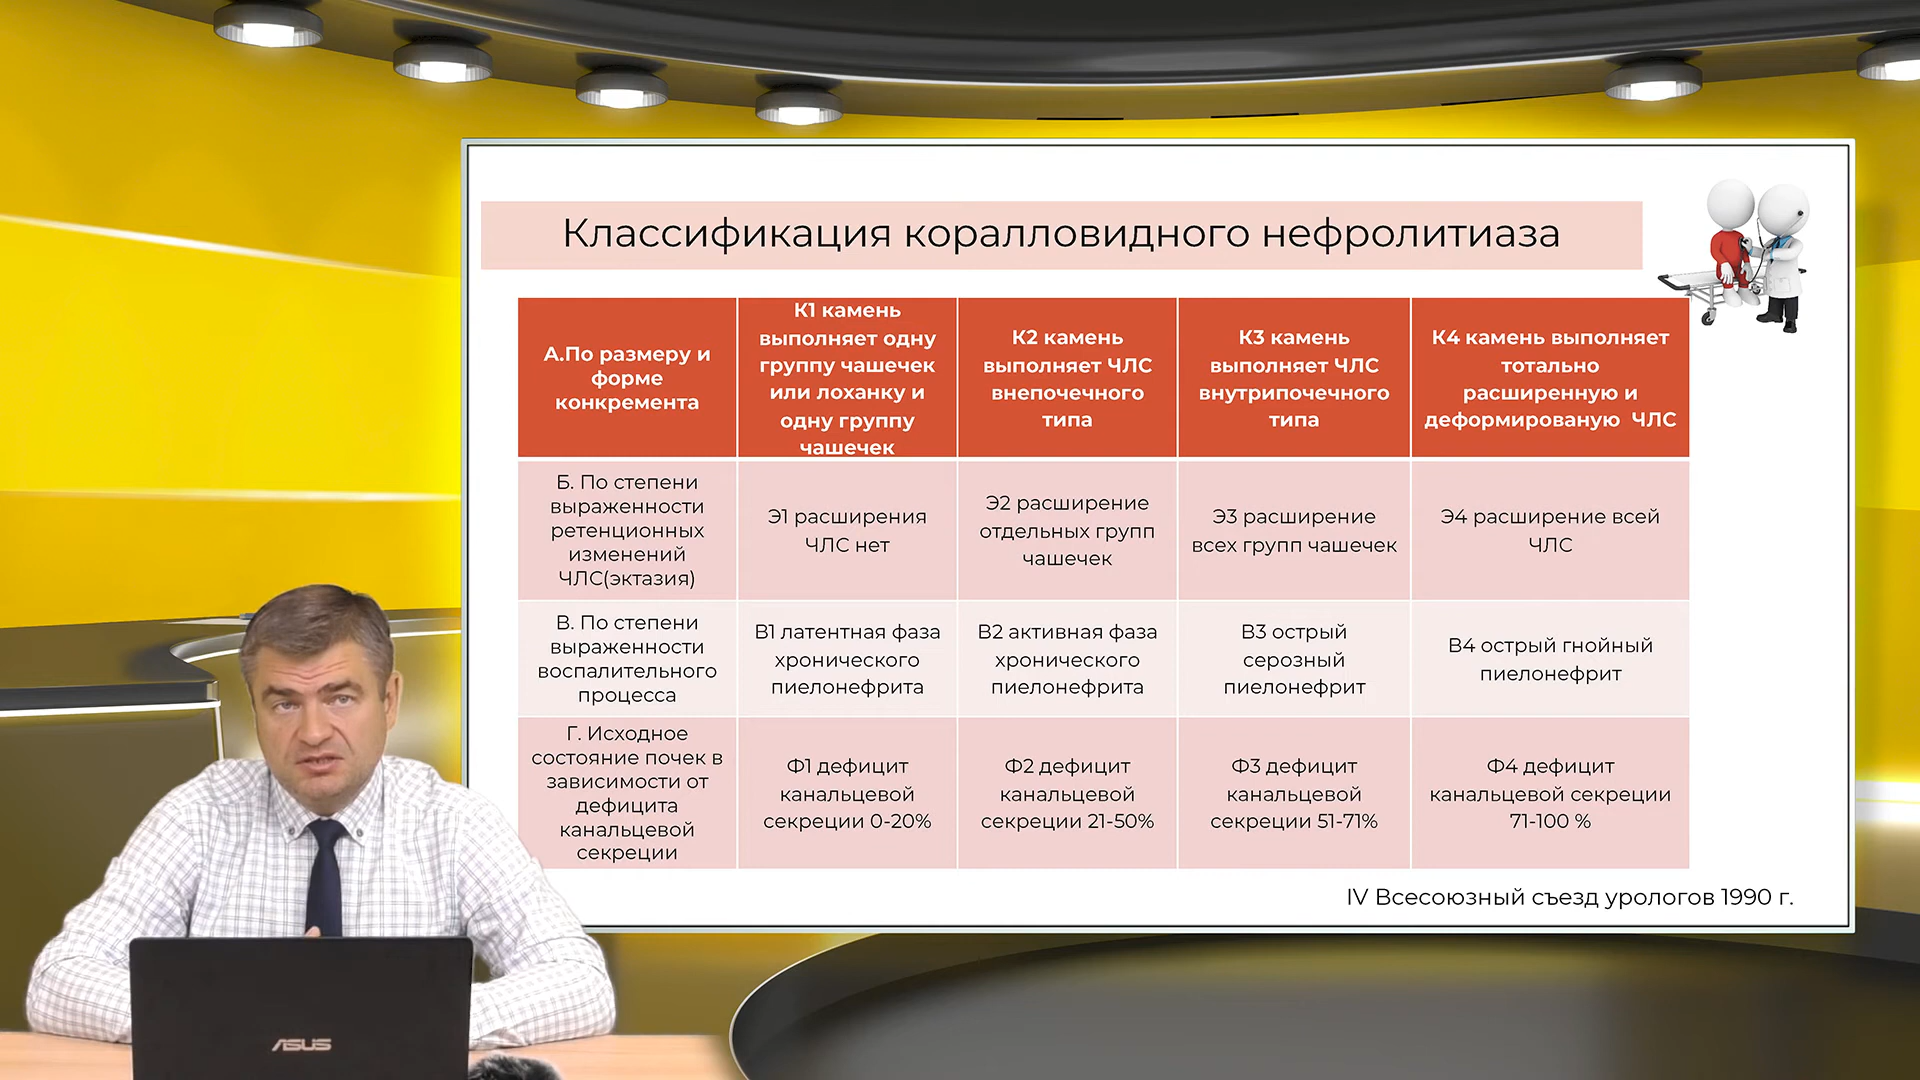 Классификация коралловидного нефролитиаза
А.По размеру и
форме
конкремента
К1 камень
выполняет одну
группу чашечек
или лоханку и
одну группу
чашечек
К2 камень
выполняет ЧЛС
внепочечного
типа
К3 камень
выполняет ЧЛС
внутрипочечного
типа
К4 камень выполняет
тотально
расширенную и
деформированую ЧЛС
Б. По степени
выраженности
ретенционных
изменений
ЧЛС(эктазия)
Э1 расширения
ЧЛС нет
Э2 расширение
отдельных групп
чашечек
Э3 расширение
всех групп чашечек
Э4 расширение всей
ЧЛС
В. По степени
выраженности
воспалительного
процесса
В1 латентная фаза
хронического
пиелонефрита
В2 активная фаза
хронического
пиелонефрита
В3 острый
серозный
пиелонефрит
В4 острый гнойный
пиелонефрит
Г. Исходное
состояние почек в
зависимости от
дефицита
канальцевой
секреции
Ф1 дефицит
канальцевой
секреции 0-20%
Ф2 дефицит
канальцевой
секреции 21-50%
Ф3 дефицит
канальцевой
секреции 51-71%
Ф4 дефицит
канальцевой секреции
71-100 %
IV Всесоюзный съезд урологов 1990 г.
ASUS